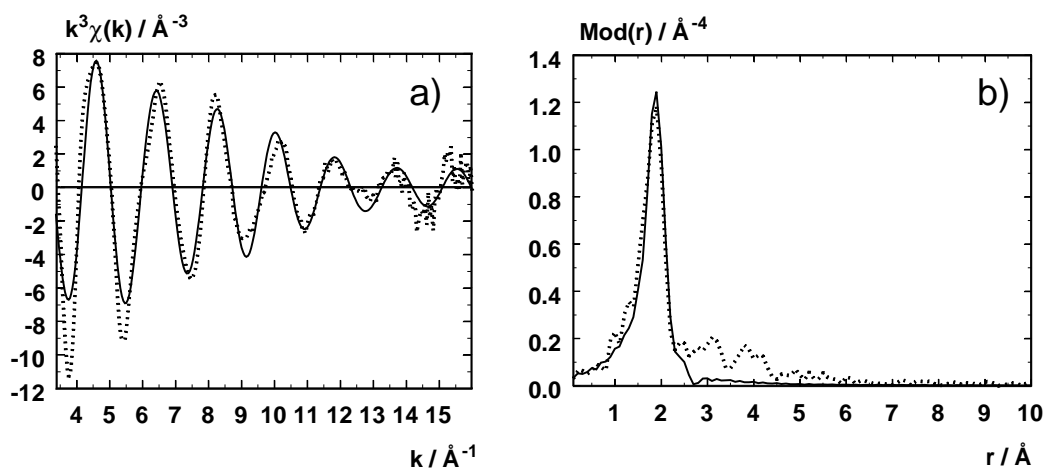 k³χ(k) / Å⁻³
a)
8
6
4
2
0
-2
-4
-6
-8
-10
-12
4 5 6 7 8 9 10 11 12 13 14 15
k / Å⁻¹
Mod(r) / Å⁻⁴
b)
1.4
1.2
1.0
0.8
0.6
0.4
0.2
0.0
1 2 3 4 5 6 7 8 9 10
r / Å